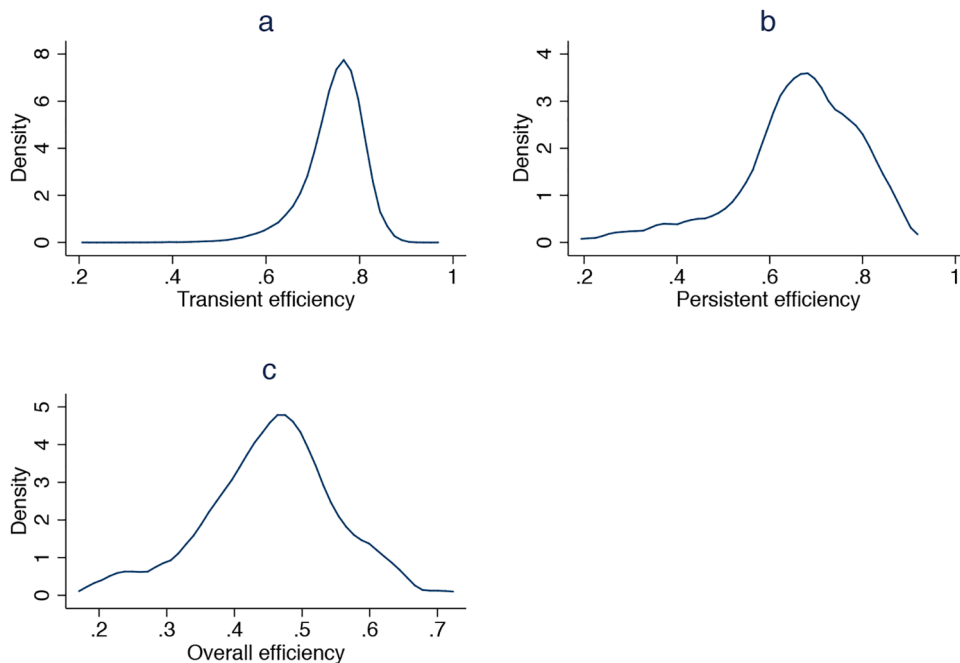 a
Density
8
6
4
2
0
.2 .4 .6 .8 1
Transient efficiency
b
Density
4
3
2
1
0
.2 .4 .6 .8 1
Persistent efficiency
c
Density
5
4
3
2
1
0
.2 .3 .4 .5 .6 .7
Overall efficiency